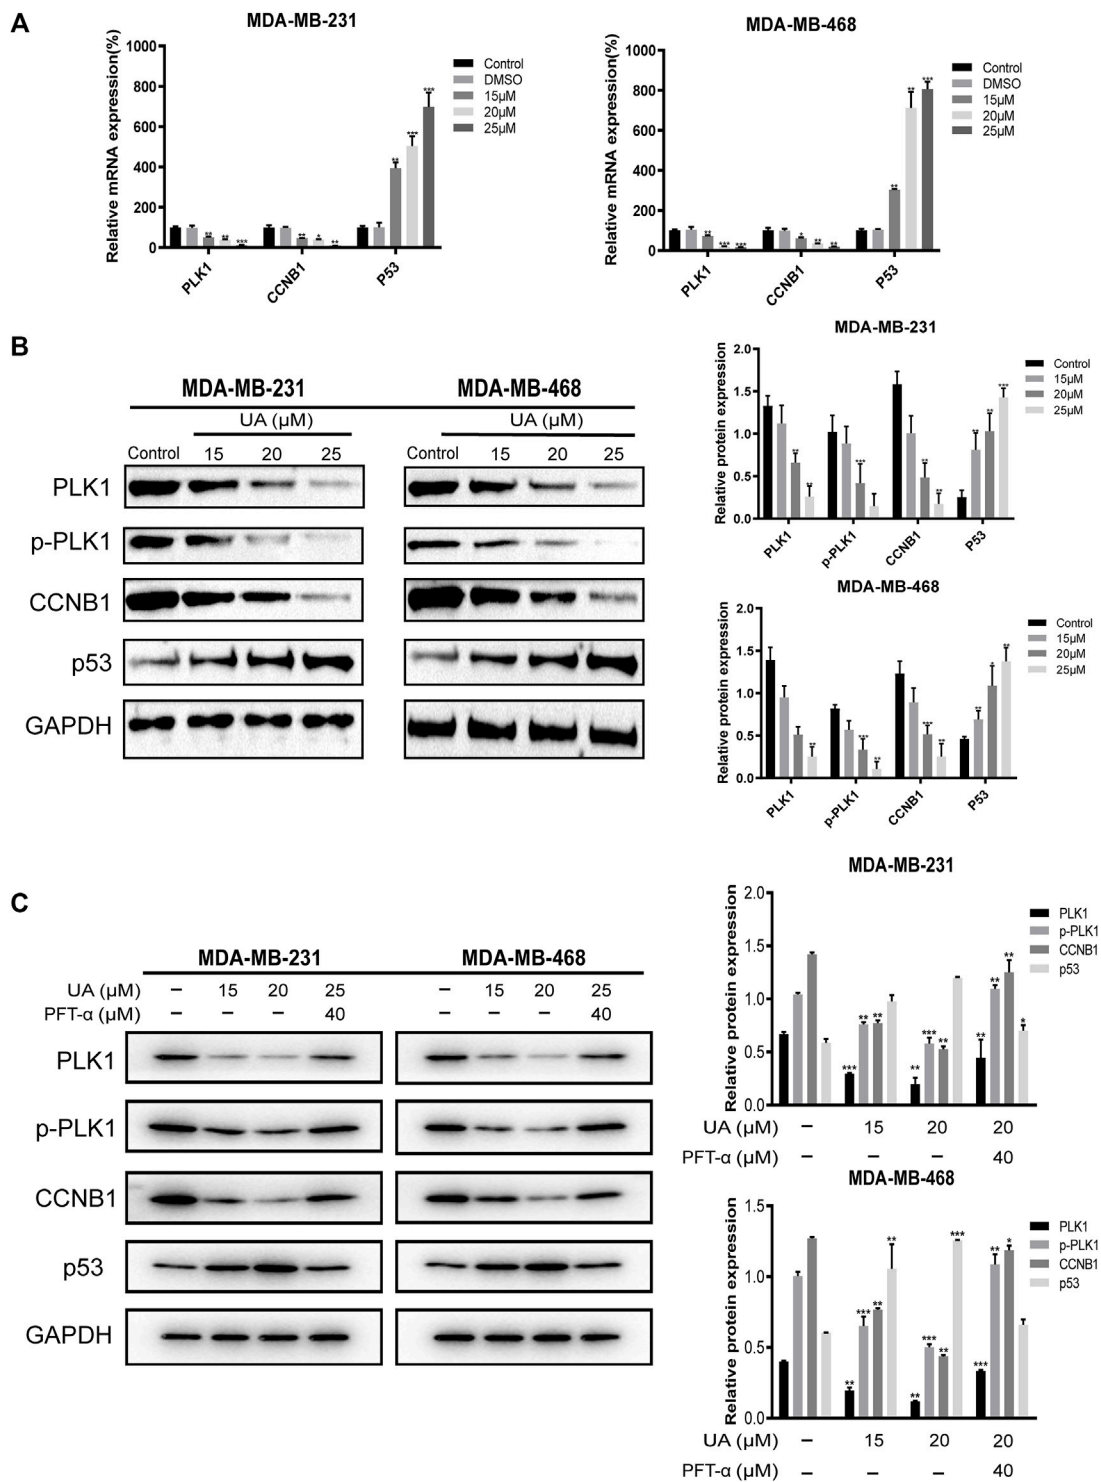 A
MDA-MB-231
Relative mRNA expression(%)
1000
800
600
400
200
0
** ** *** ** * ** ** *** ***
PLK1
CCNB1
P53
Control
DMSO
15μM
20μM
25μM
MDA-MB-468
Relative mRNA expression(%)
1000
800
600
400
200
0
** *** *** * ** ** ** ** ***
PLK1
CCNB1
P53
Control
DMSO
15μM
20μM
25μM
B
MDA-MB-231 MDA-MB-468
UA (μM) UA (μM)
Control 15 20 25 Control 15 20 25
PLK1
p-PLK1
CCNB1
p53
GAPDH
MDA-MB-231
Relative protein expression
2.0
1.5
1.0
0.5
0.0
** ** *** ** ** ** ** ***
PLK1
p-PLK1
CCNB1
P53
Control
15μM
20μM
25μM
MDA-MB-468
Relative protein expression
2.0
1.5
1.0
0.5
0.0
** *** ** *** ** ** * **
PLK1
p-PLK1
CCNB1
P53
Control
15μM
20μM
25μM
C
MDA-MB-231 MDA-MB-468
UA (μM) – 15 20 25 – 15 20 25
PFT-α (μM) – – – 40 – – – 40
PLK1
p-PLK1
CCNB1
p53
GAPDH
MDA-MB-231
Relative protein expression
2.0
1.5
1.0
0.5
0.0
*** ** ** ** *** ** ** ** ** *
PLK1
p-PLK1
CCNB1
p53
UA (μM) – 15 20 20
PFT-α (μM) – – – 40
MDA-MB-468
Relative protein expression
1.5
1.0
0.5
0.0
** *** ** ** ** *** ** *** *** ** *
PLK1
p-PLK1
CCNB1
p53
UA (μM) – 15 20 20
PFT-α (μM) – – – 40